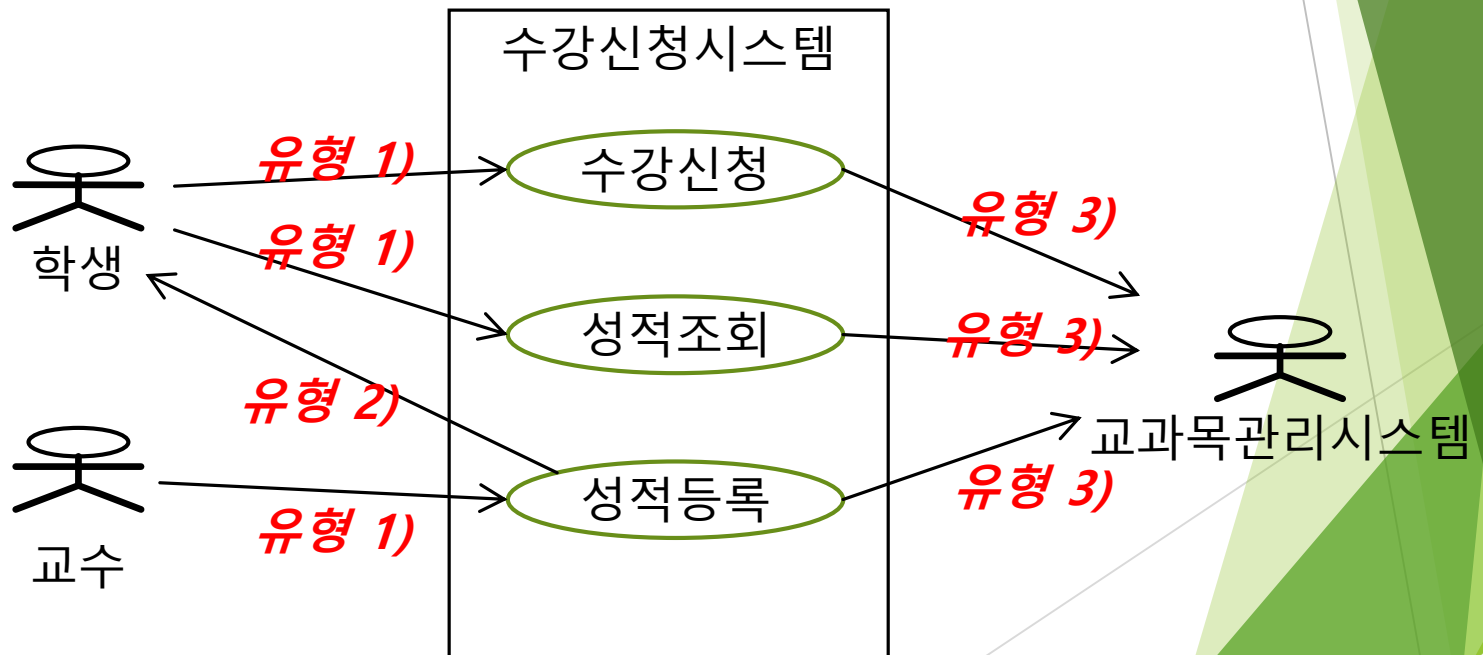 수강신청시스템
유형 1)
수강신청
유형 3)
학생
유형 1)
성적조회
유형 3)
유형 2)
교과목관리시스템
성적등록
유형 3)
유형 1)
교수